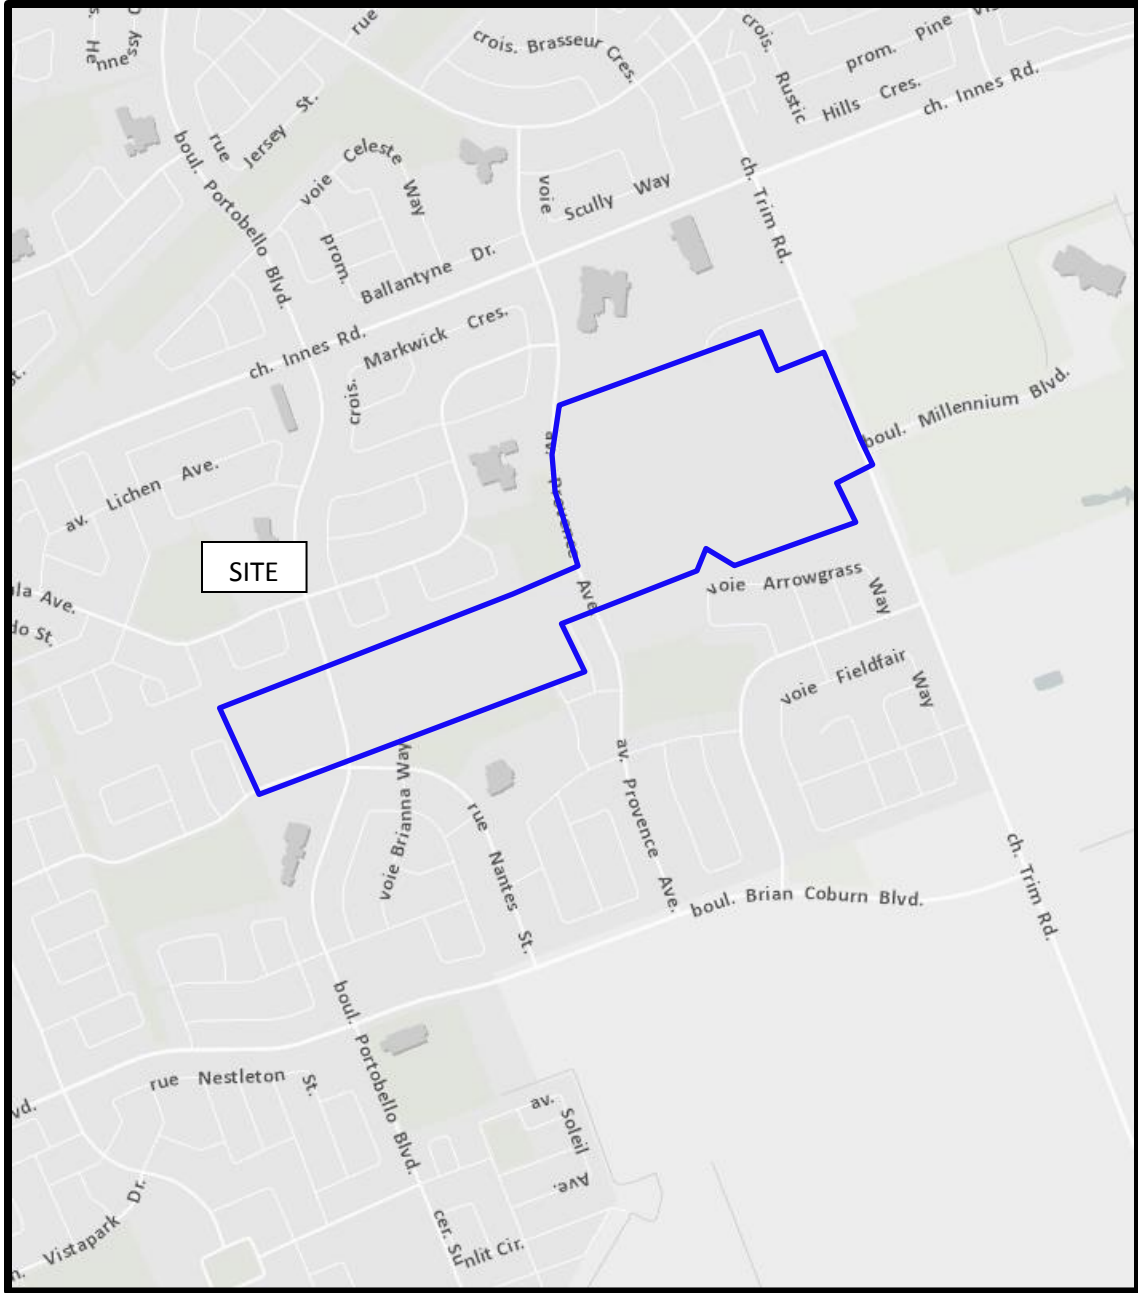 rue
crois. Brasseur Cres.
crois. Rustic Hills Cres.
prom. Pine
ch. Innes Rd.
boul. Portobello Blvd.
rue Jersey St.
voie Celeste Way
voie Scully Way
ch. Trim Rd.
prom. Ballantyne Dr.
ch. Innes Rd.
crois. Markwick Cres.
av. Lichen Ave.
av. Provence Ave.
boul. Millennium Blvd.
SITE
Ave.
St.
voie Arrowgrass Way
voie Fieldfair Way
voie Brianna Way
rue Nantes St.
av. Provence Ave.
boul. Brian Coburn Blvd.
ch. Trim Rd.
boul. Portobello Blvd.
rue Nestleton St.
av. Soleil Ave.
Vistapark Dr.
cer. Sunlit Cir.